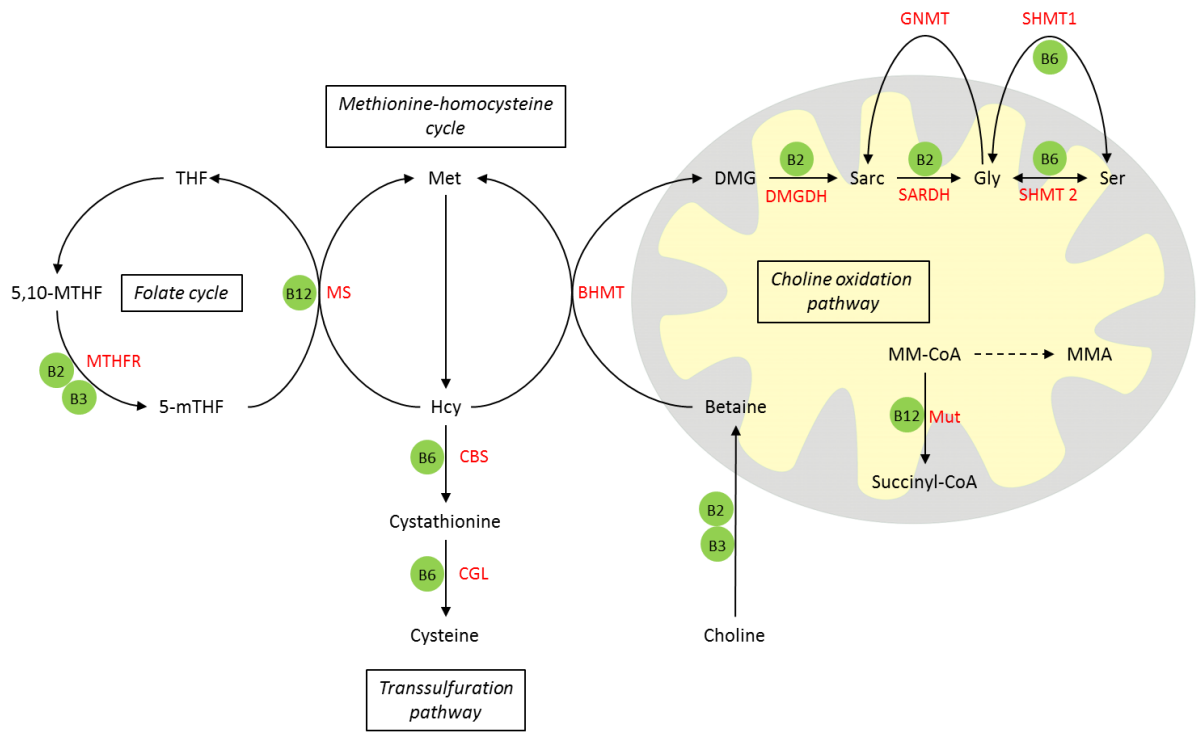 GNMT
SHMT1
B6
Methionine-homocysteine
cycle
THF
Met
DMG
B2
DMGDH
Sarc
B2
SARDH
Gly
B6
SHMT 2
Ser
5,10-MTHF
Folate cycle
B12
MS
BHMT
Choline oxidation
pathway
MTHFR
B2
B3
5-mTHF
Hcy
Betaine
MM-CoA
MMA
B12
Mut
Succinyl-CoA
B6
CBS
Cystathionine
B2
B3
B6
CGL
Cysteine
Choline
Transsulfuration
pathway